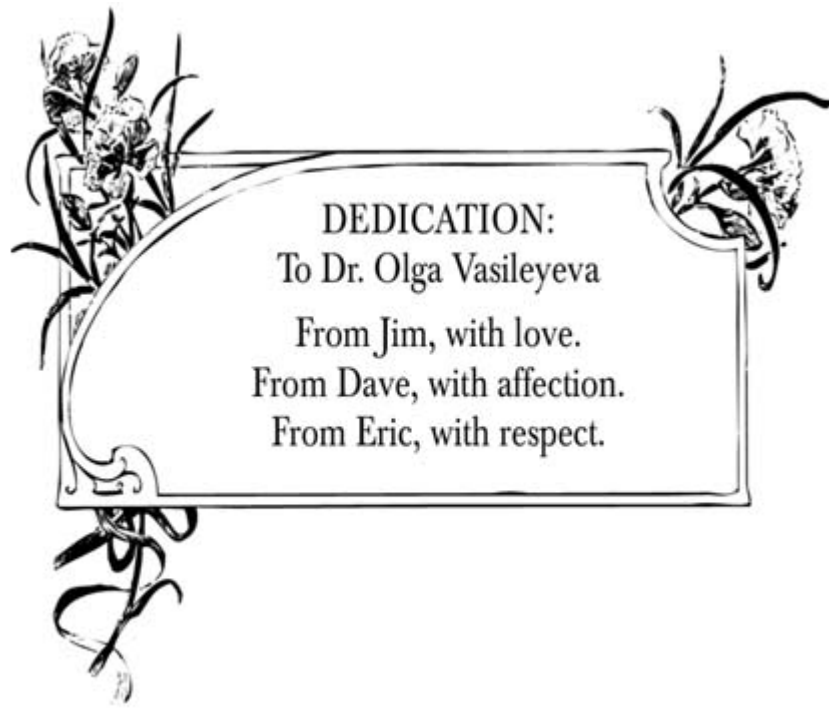 DEDICATION:
To Dr. Olga Vasileyeva
From Jim, with love.
From Dave, with affection.
From Eric, with respect.